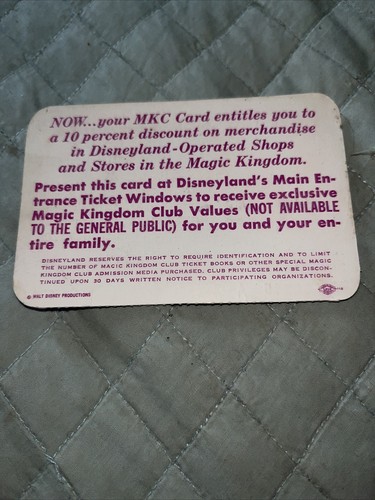 NOW...your MKC Card entitles you to
a 10 percent discount on merchandise
in Disneyland-Operated Shops
and Stores in the Magic Kingdom.
Present this card at Disneyland's Main En-
trance Ticket Windows to receive exclusive
Magic Kingdom Club Values (NOT AVAILABLE
TO THE GENERAL PUBLIC) for you and your en-
tire family.
DISNEYLAND RESERVES THE RIGHT TO REQUIRE IDENTIFICATION AND TO LIMIT
THE NUMBER OF MAGIC KINGDOM CLUB TICKET BOOKS OR OTHER SPECIAL MAGIC
KINGDOM CLUB ADMISSION MEDIA PURCHASED. CLUB PRIVILEGES MAY BE DISCON-
TINUED UPON 30 DAYS WRITTEN NOTICE TO PARTICIPATING ORGANIZATIONS.
© WALT DISNEY PRODUCTIONS